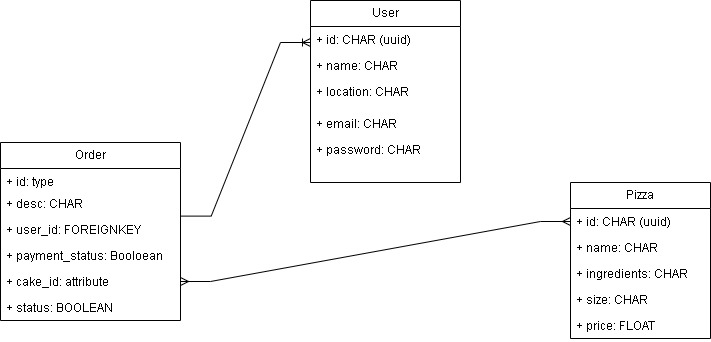 User
+ id: CHAR (uuid)
+ name: CHAR
+ location: CHAR
+ email: CHAR
+ password: CHAR
Order
+ id: type
+ desc: CHAR
+ user_id: FOREIGNKEY
+ payment_status: Booloean
+ cake_id: attribute
+ status: BOOLEAN
Pizza
+ id: CHAR (uuid)
+ name: CHAR
+ ingredients: CHAR
+ size: CHAR
+ price: FLOAT